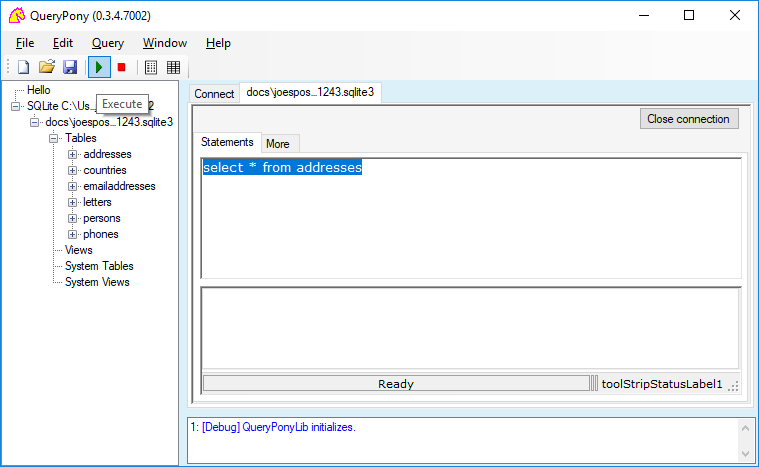 QueryPony (0.3.4.7002)
File Edit Query Window Help
Hello
SQLite C:\Us... 2
Execute
docs\joespos...1243.sqlite3
Tables
addresses
countries
emailaddresses
letters
persons
phones
Views
System Tables
System Views
Connect docs\joespos...1243.sqlite3
Close connection
Statements More
select * from addresses
Ready toolStripStatusLabel1
1: [Debug] QueryPonyLib initializes.